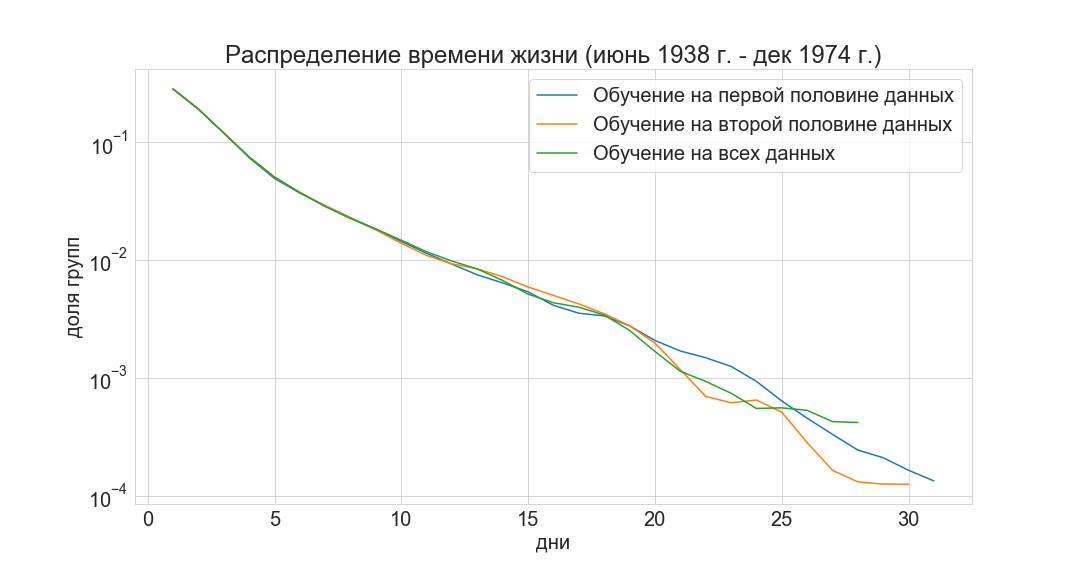 Распределение времени жизни (июнь 1938 г. - дек 1974 г.)
Обучение на первой половине данных
Обучение на второй половине данных
Обучение на всех данных
доля групп
10⁻¹
10⁻²
10⁻³
10⁻⁴
0 5 10 15 20 25 30
дни